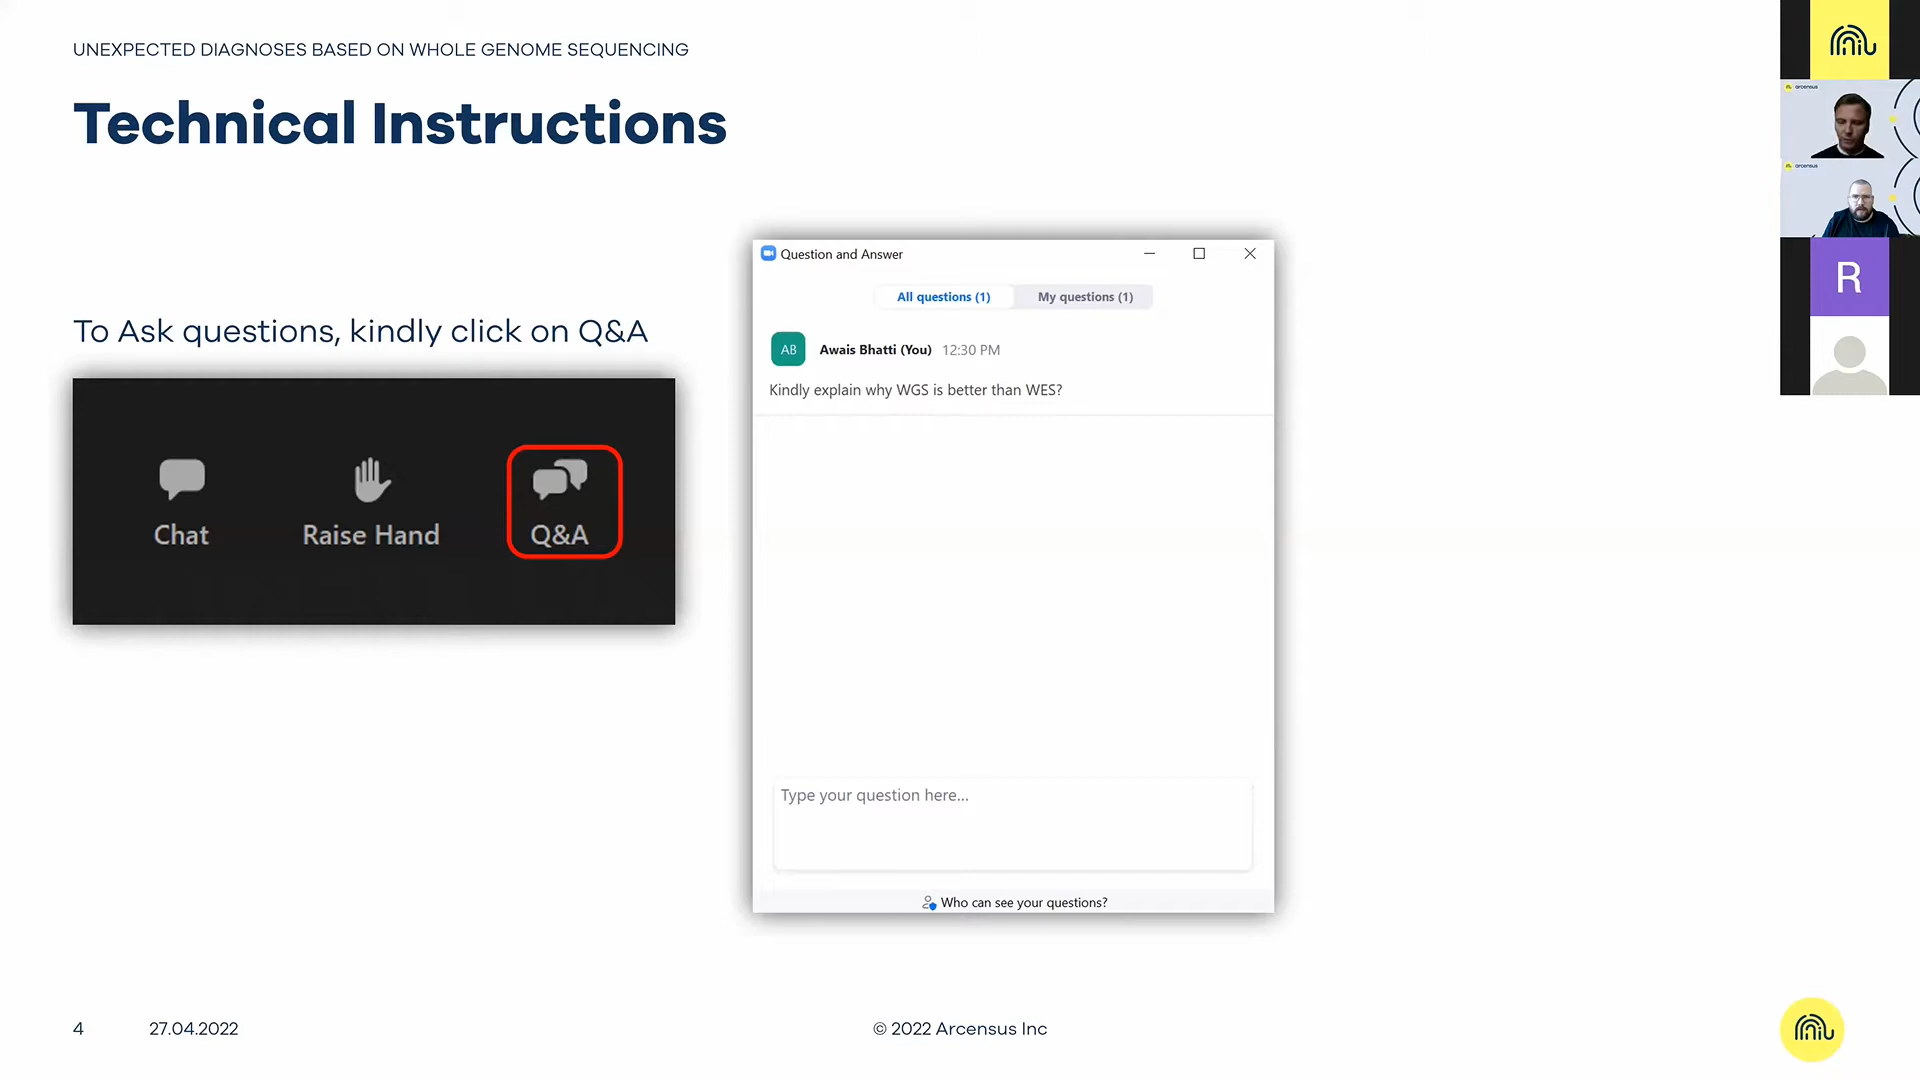 UNEXPECTED DIAGNOSES BASED ON WHOLE GENOME SEQUENCING
Technical Instructions
To Ask questions, kindly click on Q&A
Chat
Raise Hand
Q&A
Question and Answer
All questions (1)
My questions (1)
AB
Awais Bhatti (You) 12:30 PM
Kindly explain why WGS is better than WES?
Type your question here...
Who can see your questions?
arcensus
arcensus
R
4
27.04.2022
© 2022 Arcensus Inc